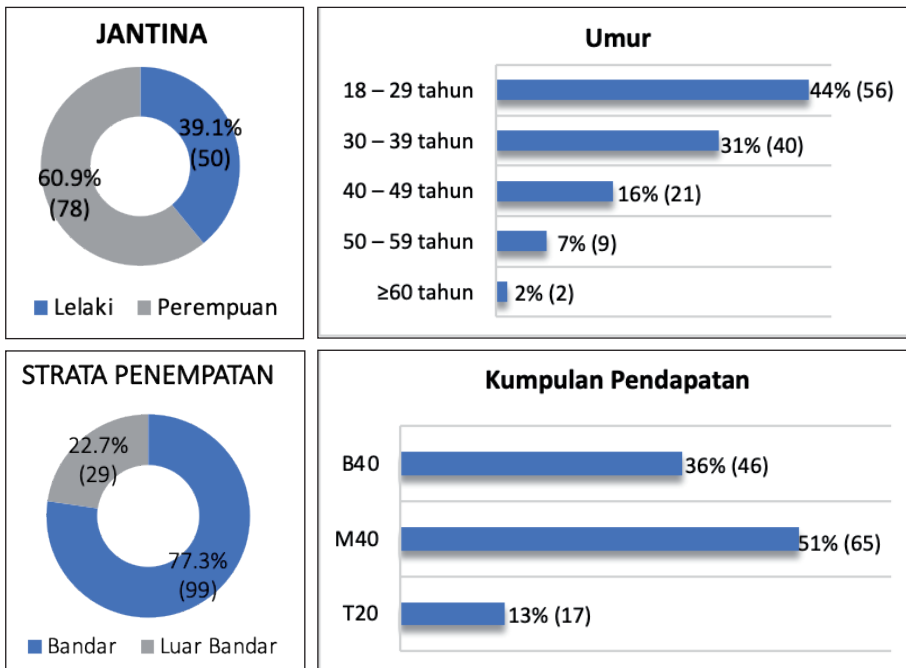 JANTINA
39.1%
(50)
60.9%
(78)
Lelaki
Perempuan
Umur
18 – 29 tahun
44% (56)
30 – 39 tahun
31% (40)
40 – 49 tahun
16% (21)
50 – 59 tahun
7% (9)
≥60 tahun
2% (2)
STRATA PENEMPATAN
22.7%
(29)
77.3%
(99)
Bandar
Luar Bandar
Kumpulan Pendapatan
B40
36% (46)
M40
51% (65)
T20
13% (17)